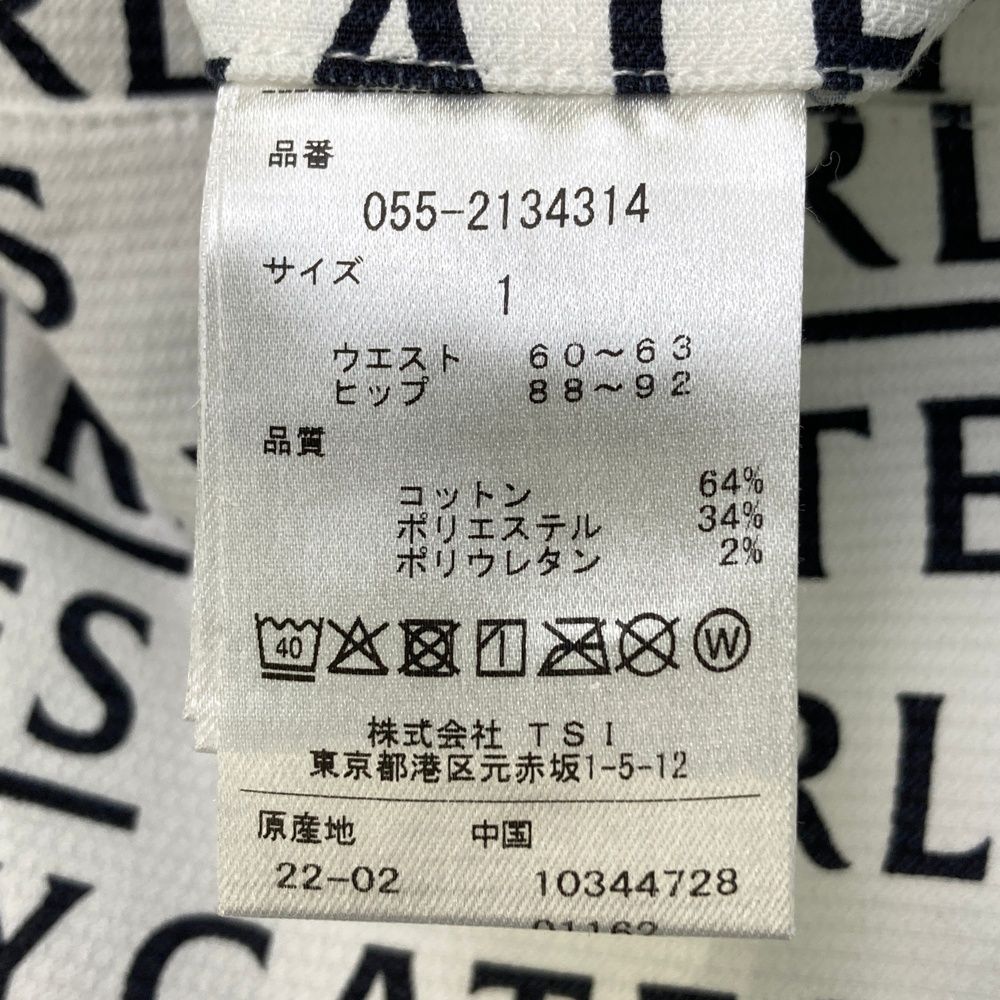 品番
055-2134314
サイズ
1
ウエスト 60～63
ヒップ 88～92
品質
コットン 64%
ポリエステル 34%
ポリウレタン 2%
40
W
株式会社 TSI
東京都港区元赤坂1-5-12
原産地 中国
22-02 10344728